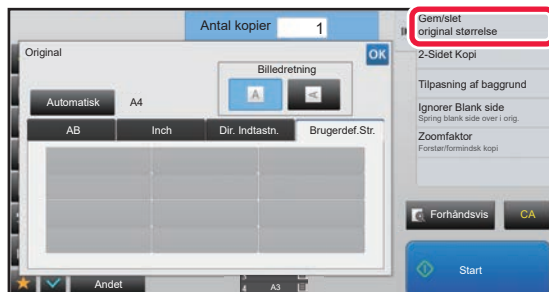 Antal kopier 1
Gem/slet
original størrelse
Original
OK
2-Sidet Kopi
Billedretning
Tilpasning af baggrund
A A
Automatisk A4
Ignorer Blank side
Spring blank side over i orig.
AB Inch Dir. Indtastn. Brugerdef.Str.
Zoomfaktor
Forstør/formindsk kopi
Forhåndsvis CA
Start
Andet
4 A3